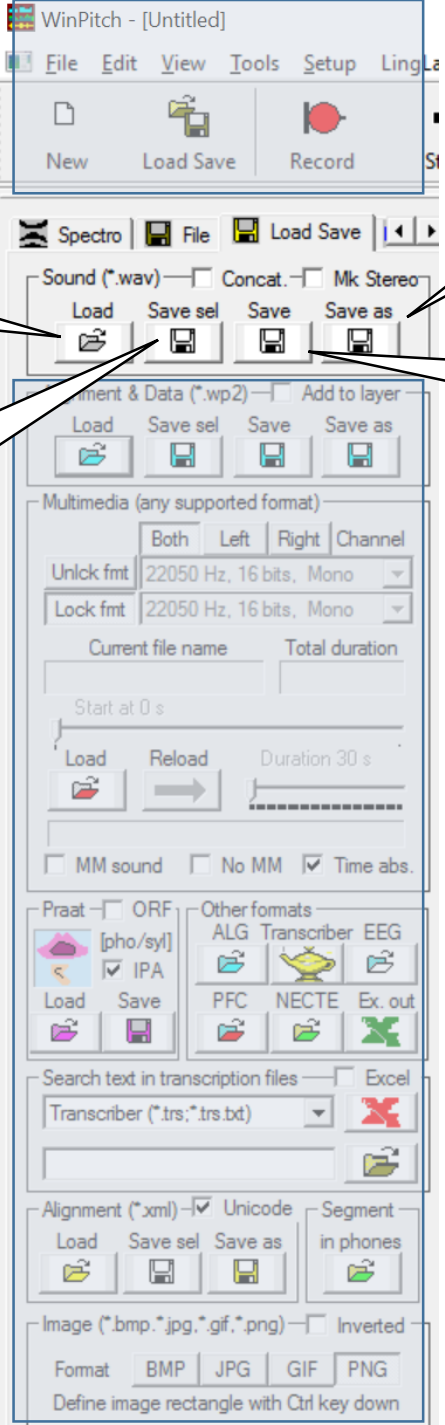 WinPitch - [Untitled]
File Edit View Tools Setup
New Load Save Record
Spectro File Load Save
Sound (*.wav) Concat. Mk Stereo
Load Save sel Save Save as
& Data (*.wp2) Add to layer
Load Save sel Save Save as
Multimedia (any supported format)
Both Left Right Channel
Unlck fmt 22050 Hz, 16 bits, Mono
Lock fmt 22050 Hz, 16 bits, Mono
Current file name Total duration
Start at 0 s
Load Reload Duration 30 s
MM sound No MM Time abs.
Praat ORF Other formats
[pho/syl] ALG Transcriber EEG
IPA
Load Save PFC NECTE Ex. out
Search text in transcription files Excel
Transcriber (*.trs;*.trs.txt)
Alignment (*.xml) Unicode Segment
Load Save sel Save as in phones
Image (*.bmp.*jpg,*.gif,*.png) Inverted
Format BMP JPG GIF PNG
Define image rectangle with Ctrl key down